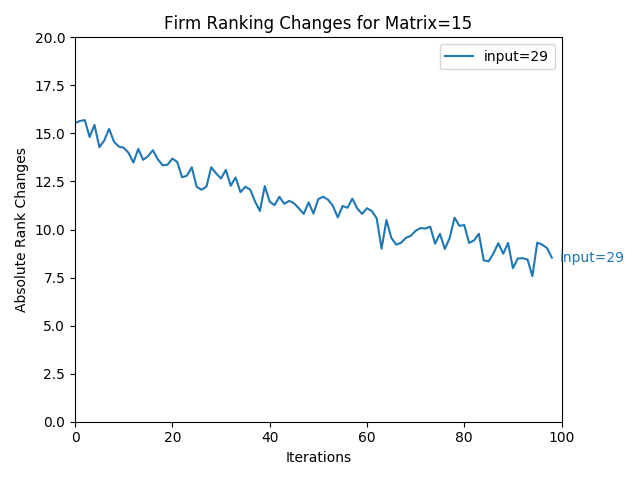 Firm Ranking Changes for Matrix=15
20.0
17.5
15.0
12.5
10.0
7.5
5.0
2.5
0.0
Absolute Rank Changes
input=29
input=29
0 20 40 60 80 100
Iterations